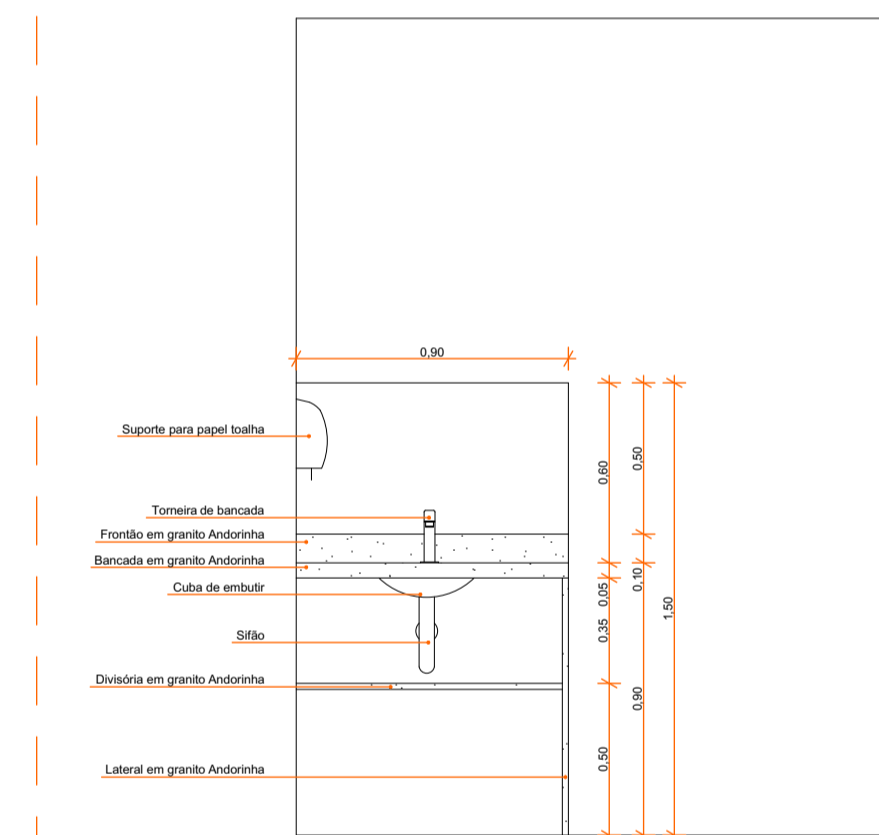 0,90
Suporte para papel toalha
Torneira de bancada
Frontão em granito Andorinha
Bancada em granito Andorinha
Cuba de embutir
Sifão
Divisória em granito Andorinha
Lateral em granito Andorinha
0,60
0,05
0,35
0,50
0,50
0,10
0,90
1,50